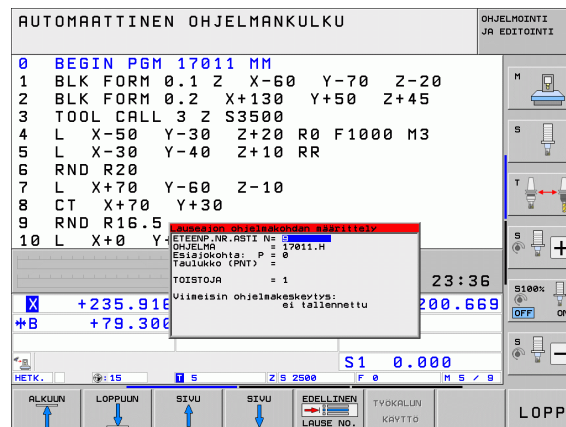 AUTOMAATTINEN OHJELMANKULKU
OHJELMOINTI
JA EDITOINTI
0 BEGIN PGM 17011 MM
1 BLK FORM 0.1 Z X-60 Y-70 Z-20
2 BLK FORM 0.2 X+130 Y+50 Z+45
3 TOOL CALL 3 Z S3500
4 L X-50 Y-30 Z+20 R0 F1000 M3
5 L X-30 Y-40 Z+10 RR
6 RND R20
7 L X+70 Y-60 Z-10
8 CT X+70 Y+30
9 RND R16.5
10 L X+0 Y+
Lauseajon ohjelmakohdan määrittely
ETEENP.NR.ASTI N= 9
OHJELMA = 17011.H
Esiajokohta: P = 0
Taulukko (PNT) =
TOISTOJA = 1
Viimeisin ohjelmakeskeytys:
ei tallennettu
23:36
X +235.916
200.669
B +79.300
S1 0.000
HETK. : 15 T 5 Z S 2500 F 0 M 5 / 9
M
S
T
S
+
S100%
OFF ON
S
ALKUUN
LOPPUUN
SIVU
SIVU
EDELLINEN
LAUSE NO.
TYÖKALUN
KÄYTTÖ
LOPP